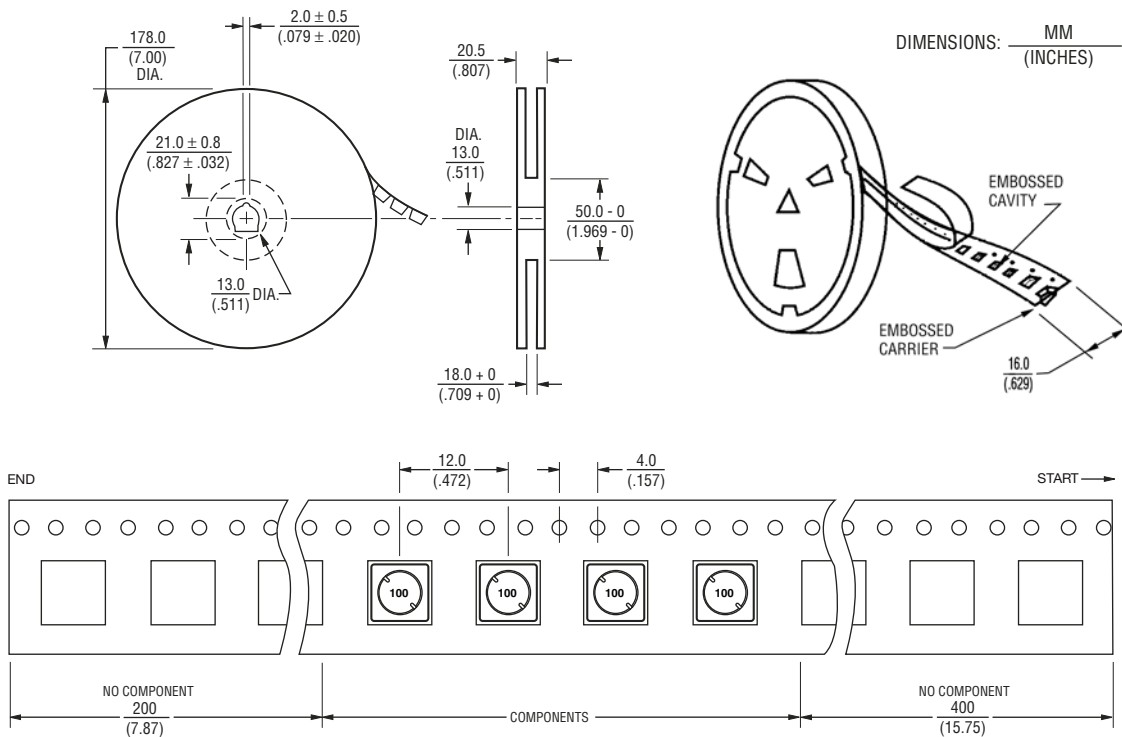 2.0 ± 0.5
(.079 ± .020)
178.0
(7.00)
DIA.
20.5
(.807)
DIMENSIONS: MM
(INCHES)
21.0 ± 0.8
(.827 ± .032)
DIA.
13.0
(.511)
EMBOSSED
CAVITY
50.0 - 0
(1.969 - 0)
13.0
(.511) DIA.
EMBOSSED
CARRIER
18.0 + 0
(.709 + 0)
16.0
(.629)
12.0
(.472)
4.0
(.157)
END
START
100
100
100
100
NO COMPONENT
200
(7.87)
COMPONENTS
NO COMPONENT
400
(15.75)